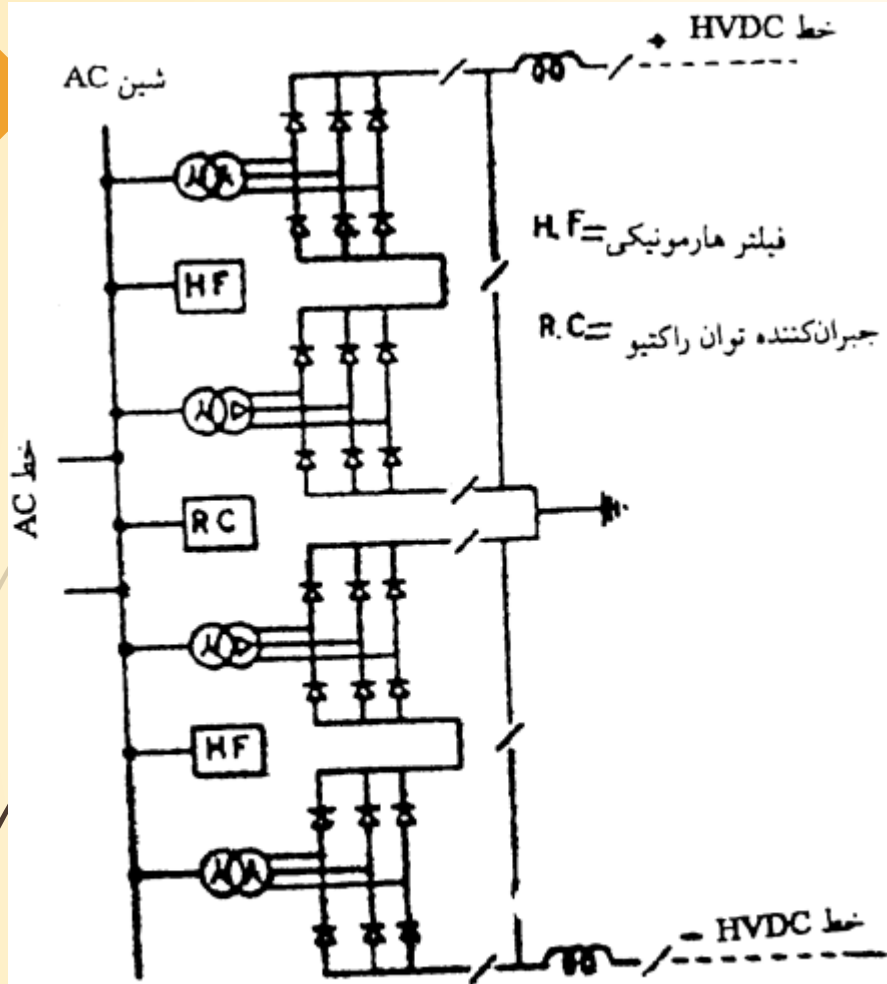 خط HVDC +
شین AC
H.F= فیلتر هارمونیکی
HF
R.C= جبران‌کننده توان راکتیو
خط AC
RC
HF
خط HVDC -